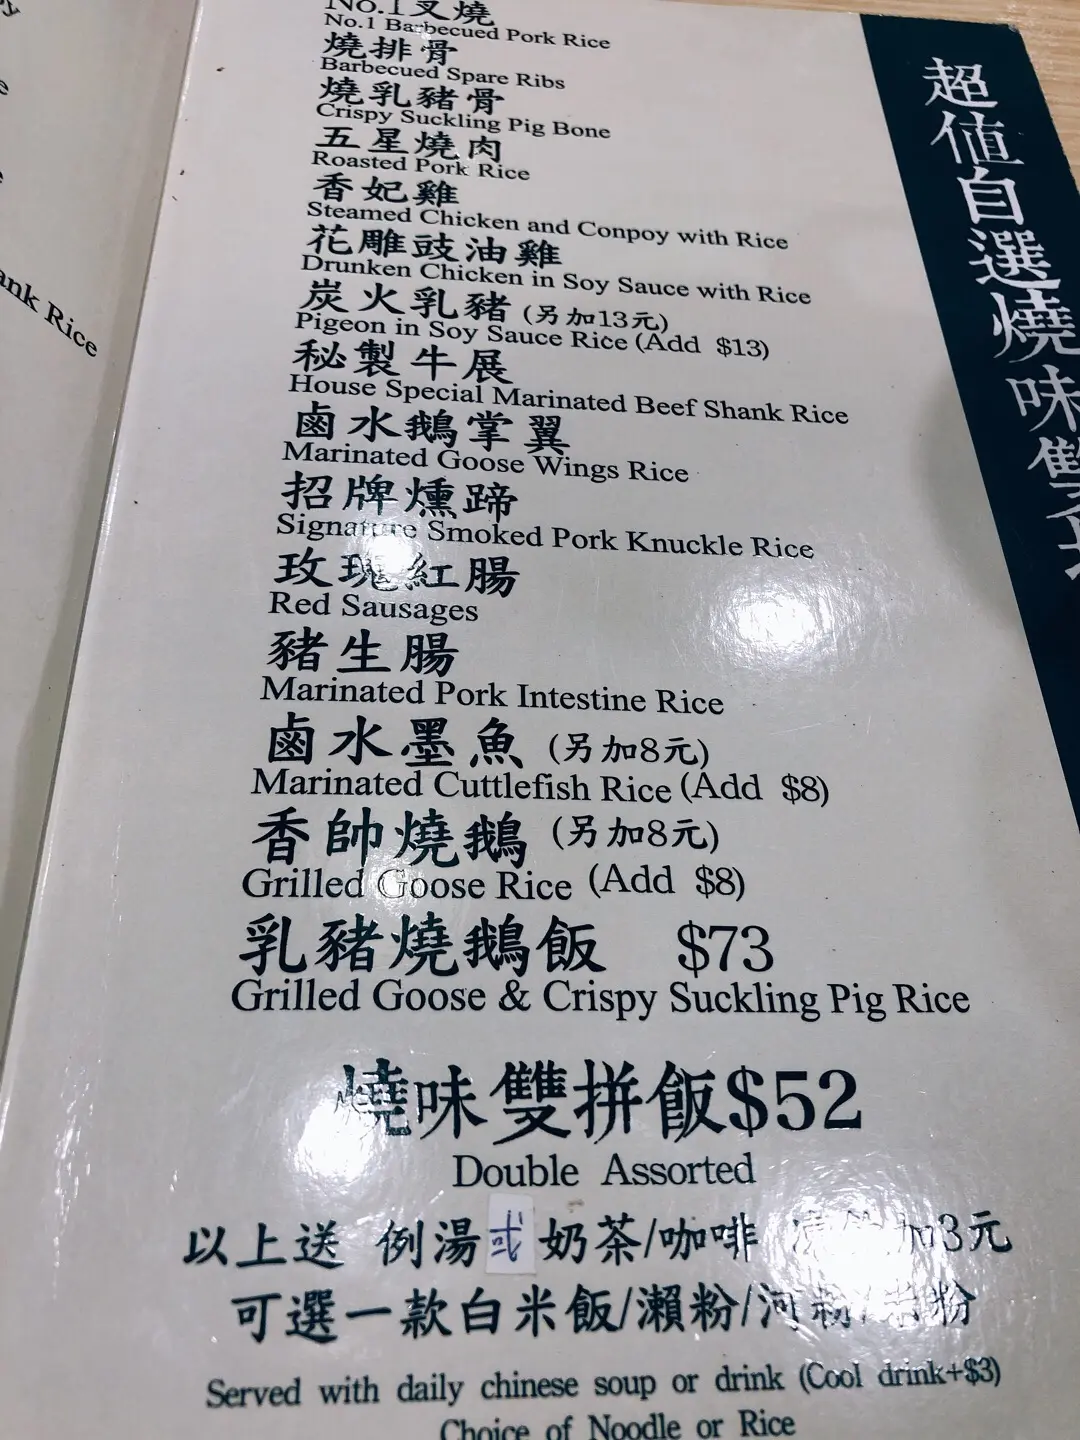 No.1叉燒
No.1 Barbecued Pork Rice
燒排骨
Barbecued Spare Ribs
燒乳豬骨
Crispy Suckling Pig Bone
五星燒肉
Roasted Pork Rice
香妃雞
Steamed Chicken and Conpoy with Rice
花雕豉油雞
Drunken Chicken in Soy Sauce with Rice
炭火乳豬 (另加13元)
Pigeon in Soy Sauce Rice (Add $13)
秘製牛展
House Special Marinated Beef Shank Rice
鹵水鵝掌翼
Marinated Goose Wings Rice
招牌燻蹄
Signature Smoked Pork Knuckle Rice
玫瑰紅腸
Red Sausages
豬生腸
Marinated Pork Intestine Rice
鹵水墨魚 (另加8元)
Marinated Cuttlefish Rice (Add $8)
香帥燒鵝 (另加8元)
Grilled Goose Rice (Add $8)
乳豬燒鵝飯 $73
Grilled Goose & Crispy Suckling Pig Rice
燒味雙拼飯$52
Double Assorted
以上送 例湯或奶茶/咖啡 加3元
可選一款白米飯/瀨粉/河粉/ 粉
Served with daily chinese soup or drink (Cool drink+$3)
Choice of Noodle or Rice
超值自選燒味雙
ank Rice